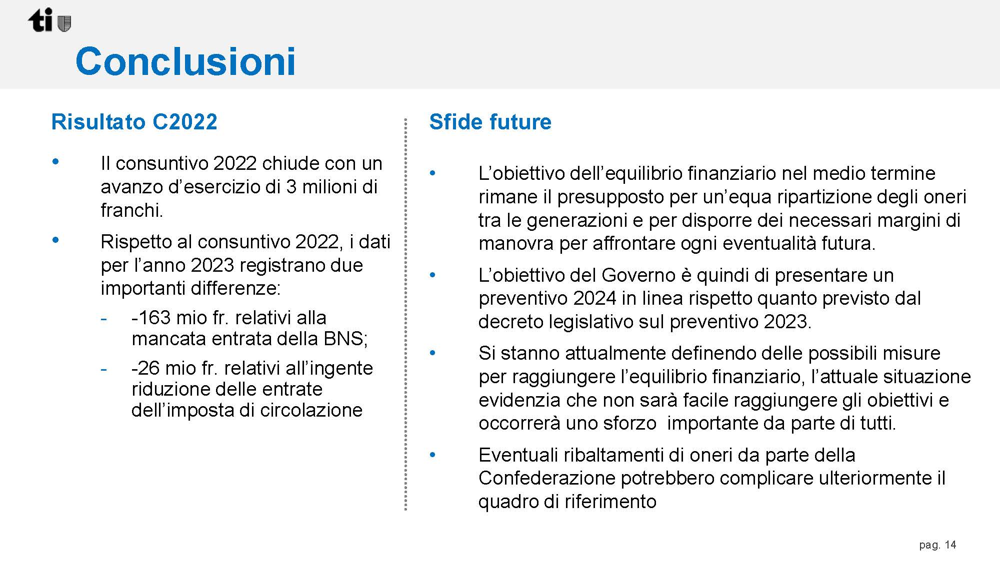 ti
Conclusioni
Risultato C2022
• Il consuntivo 2022 chiude con un
avanzo d’esercizio di 3 milioni di
franchi.
• Rispetto al consuntivo 2022, i dati
per l’anno 2023 registrano due
importanti differenze:
- -163 mio fr. relativi alla
mancata entrata della BNS;
- -26 mio fr. relativi all’ingente
riduzione delle entrate
dell’imposta di circolazione
Sfide future
• L’obiettivo dell’equilibrio finanziario nel medio termine
rimane il presupposto per un’equa ripartizione degli oneri
tra le generazioni e per disporre dei necessari margini di
manovra per affrontare ogni eventualità futura.
• L’obiettivo del Governo è quindi di presentare un
preventivo 2024 in linea rispetto quanto previsto dal
decreto legislativo sul preventivo 2023.
• Si stanno attualmente definendo delle possibili misure
per raggiungere l’equilibrio finanziario, l’attuale situazione
evidenzia che non sarà facile raggiungere gli obiettivi e
occorrerà uno sforzo  importante da parte di tutti.
• Eventuali ribaltamenti di oneri da parte della
Confederazione potrebbero complicare ulteriormente il
quadro di riferimento
pag. 14